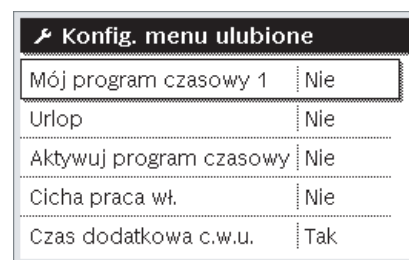 Konfig. menu ulubione
Mój program czasowy 1 Nie
Urlop Nie
Aktywuj program czasowy Nie
Cicha praca wł. Nie
Czas dodatkowa c.w.u. Tak